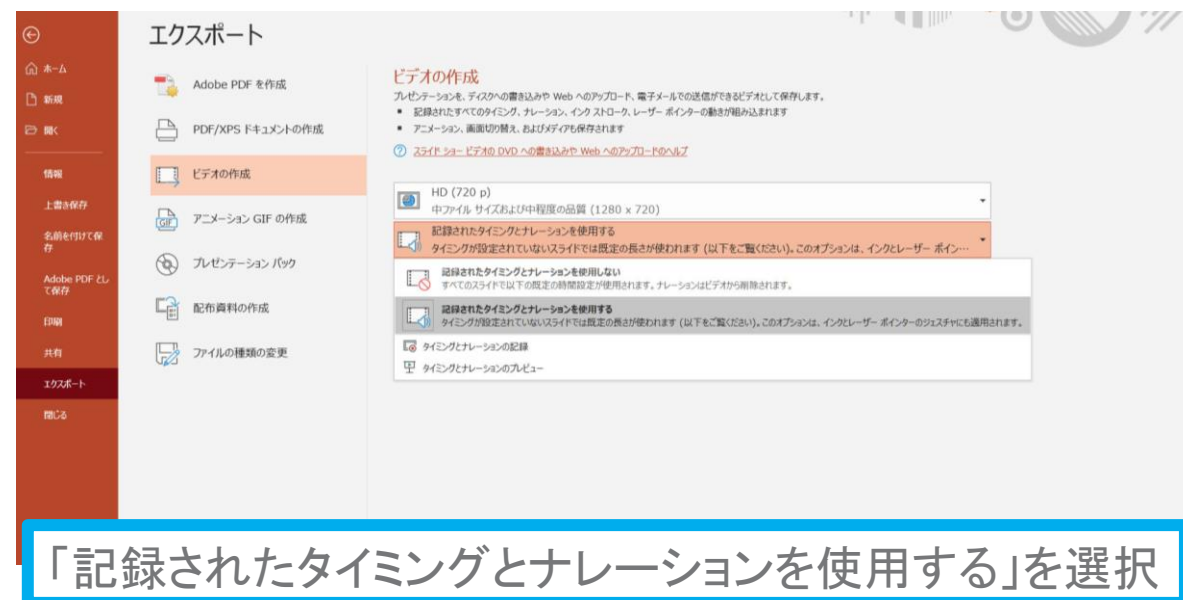 エクスポート
ホーム
新規
開く
情報
上書き保存
名前を付けて保
存
Adobe PDF とし
て保存
印刷
共有
エクスポート
閉じる
Adobe PDF を作成
PDF/XPS ドキュメントの作成
ビデオの作成
アニメーション GIF の作成
プレゼンテーション パック
配布資料の作成
ファイルの種類の変更
ビデオの作成
プレゼンテーションを、ディスクへの書き込みや Web へのアップロード、電子メールでの送信ができるビデオとして保存します。
▪ 記録されたすべてのタイミング、ナレーション、インク ストローク、レーザー ポインターの動きが組み込まれます
▪ アニメーション、画面切り替え、およびメディアも保存されます
スライド ショー ビデオの DVD への書き込みや Web へのアップロードのヘルプ
HD (720 p)
中ファイル サイズおよび中程度の品質 (1280 x 720)
記録されたタイミングとナレーションを使用する
タイミングが設定されていないスライドでは既定の長さが使われます (以下をご覧ください)。このオプションは、インクとレーザー ポイン…
記録されたタイミングとナレーションを使用しない
すべてのスライドで以下の既定の時間設定が使用されます。ナレーションはビデオから削除されます。
記録されたタイミングとナレーションを使用する
タイミングが設定されていないスライドでは既定の長さが使われます (以下をご覧ください)。このオプションは、インクとレーザー ポインターのジェスチャにも適用されます。
タイミングとナレーションの記録
タイミングとナレーションのプレビュー
「記録されたタイミングとナレーションを使用する」を選択